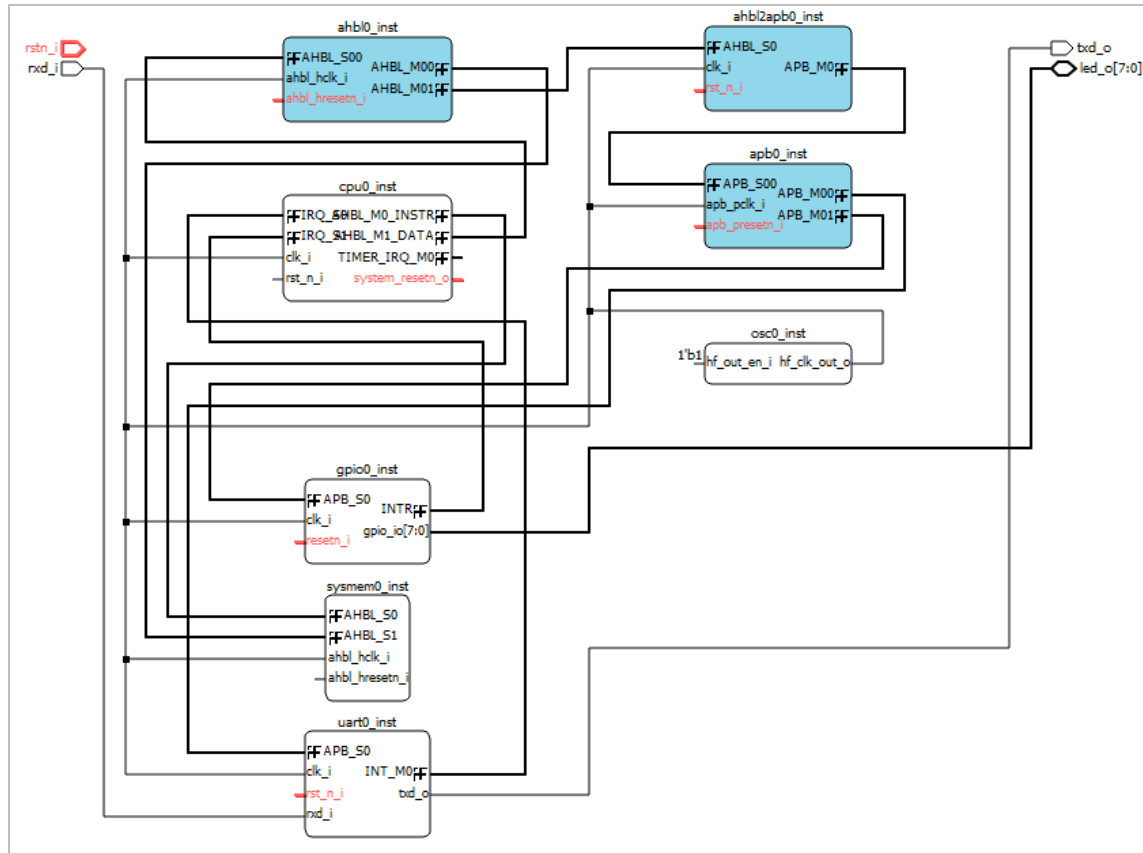 rstn_i
rxd_i
txd_o
led_o[7:0]
ahbl0_inst
AHBL_S00
ahbl_hclk_i
ahbl_hresetn_i
AHBL_M00
AHBL_M01
ahbl2apb0_inst
AHBL_S0
clk_i
rst_n_i
APB_M0
apb0_inst
APB_S00
apb_pclk_i
apb_presetn_i
APB_M00
APB_M01
cpu0_inst
IRQ_S0
IRQ_S1
clk_i
rst_n_i
AHBL_M0_INSTR
AHBL_M1_DATA
TIMER_IRQ_M0
system_resetn_o
osc0_inst
1'b1
hf_out_en_i
hf_clk_out_o
gpio0_inst
APB_S0
clk_i
resetn_i
INTR
gpio_io[7:0]
sysmem0_inst
AHBL_S0
AHBL_S1
ahbl_hclk_i
ahbl_hresetn_i
uart0_inst
APB_S0
clk_i
rst_n_i
rxd_i
INT_M0
txd_o